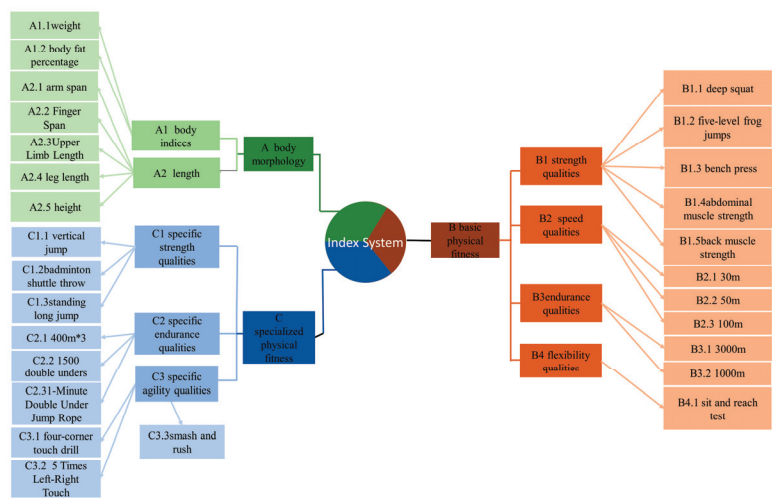 A1.1weight
A1.2 body fat
percentage
A2.1 arm span
A2.2 Finger
Span
A2.3Upper
Limb Length
A2.4 leg length
A2.5 height
A1 body
indices
A2 length
A body
morphology
C1.1 vertical
jump
C1.2badminton
shuttle throw
C1.3standing
long jump
C2.1 400m*3
C2.2 1500
double unders
C2.31-Minute
Double Under
Jump Rope
C3.1 four-corner
touch drill
C3.2 5 Times
Left-Right
Touch
C1 specific
strength
qualities
C2 specific
endurance
qualities
C3 specific
agility qualities
C3.3smash and
rush
C
specialized
physical
fitness
Index System
B basic
physical
fitness
B1 strength
qualities
B2 speed
qualities
B3endurance
qualities
B4 flexibility
qualities
B1.1 deep squat
B1.2 five-level frog
jumps
B1.3 bench press
B1.4abdominal
muscle strength
B1.5back muscle
strength
B2.1 30m
B2.2 50m
B2.3 100m
B3.1 3000m
B3.2 1000m
B4.1 sit and reach
test